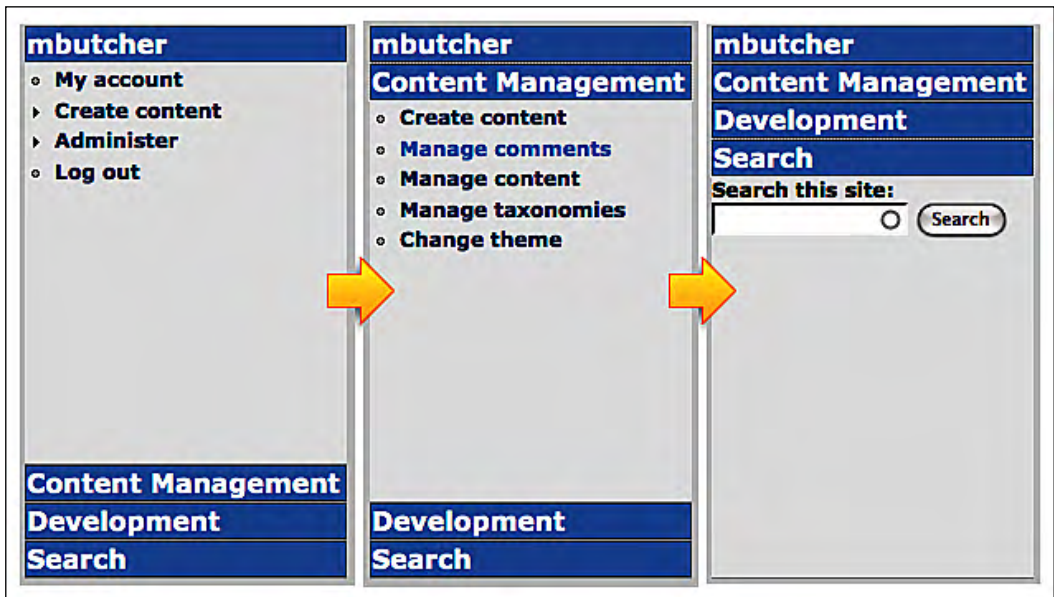 mbutcher
My account
Create content
Administer
Log out
Content Management
Development
Search
mbutcher
Content Management
Create content
Manage comments
Manage content
Manage taxonomies
Change theme
Development
Search
mbutcher
Content Management
Development
Search
Search this site:
Search